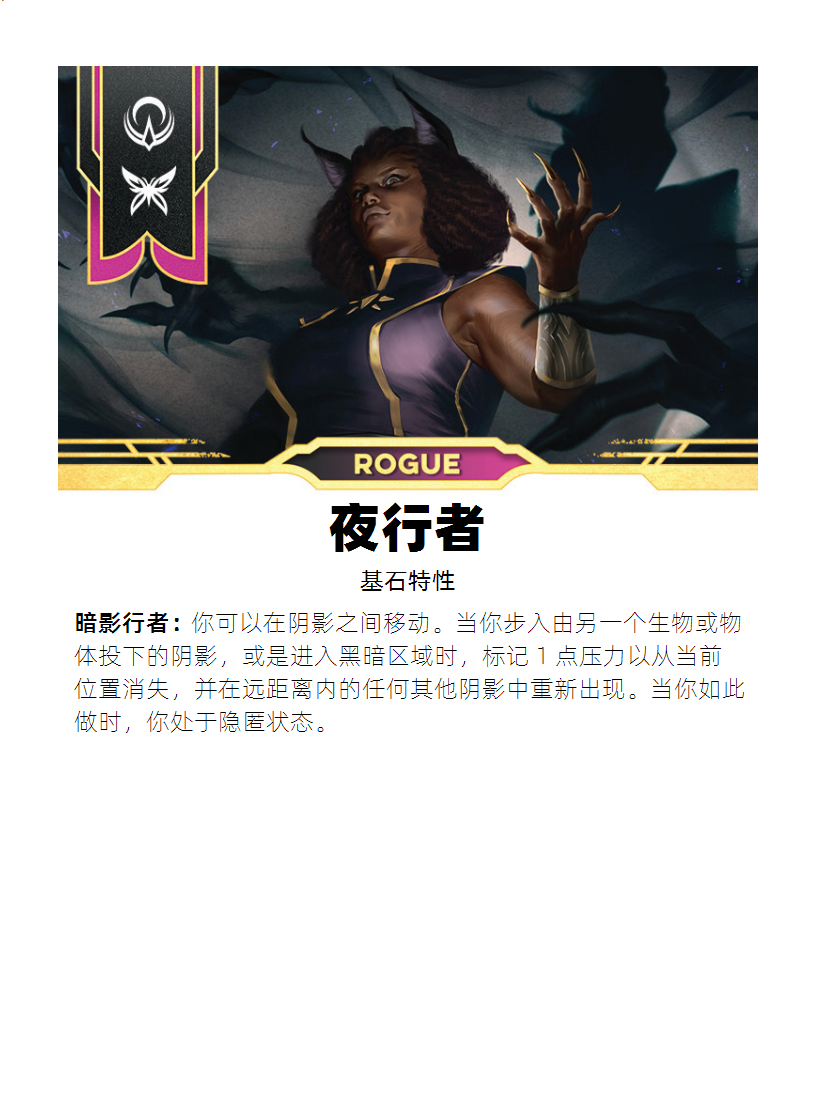 ROGUE
夜行者
基石特性
暗影行者：你可以在阴影之间移动。当你步入由另一个生物或物
体投下的阴影，或是进入黑暗区域时，标记 1 点压力以从当前
位置消失，并在远距离内的任何其他阴影中重新出现。当你如此
做时，你处于隐匿状态。